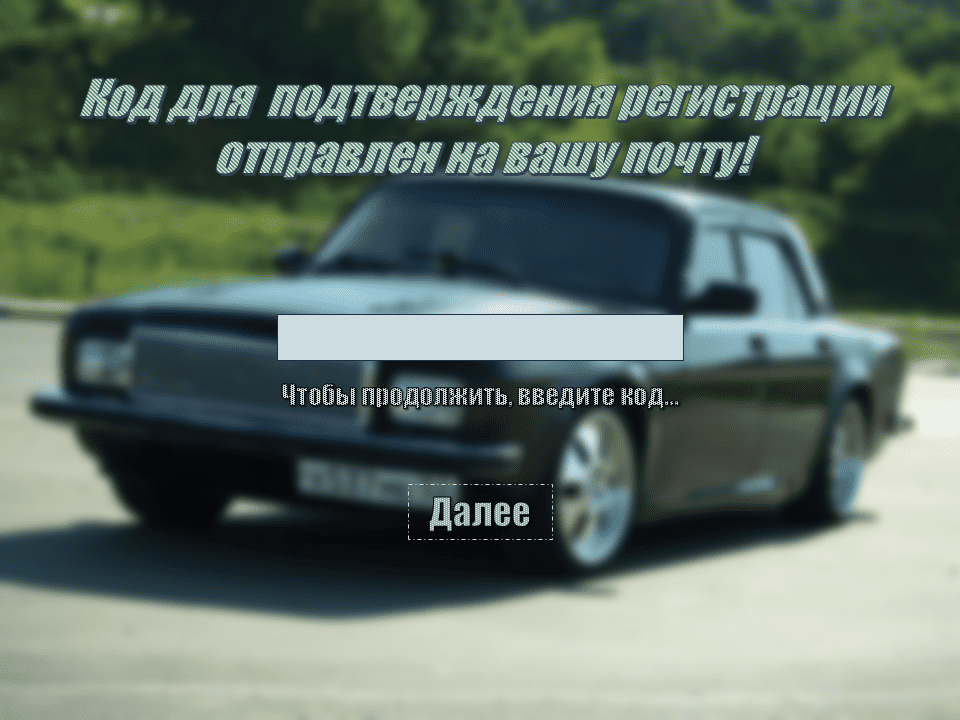 Код для подтверждения регистрации
отправлен на вашу почту!
Чтобы продолжить, введите код...
Далее